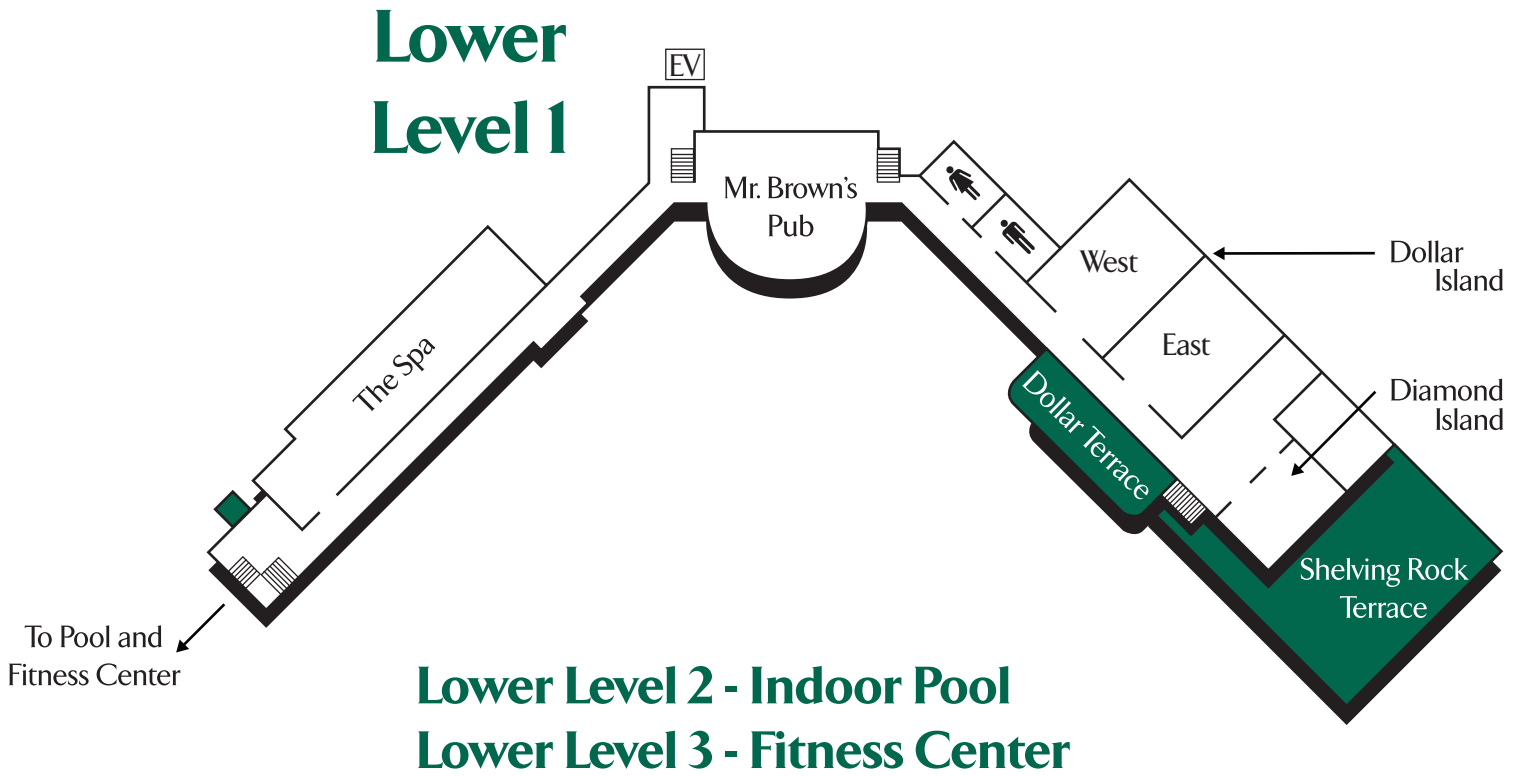 Lower
Level 1
EV
Mr. Brown's
Pub
West
Dollar
Island
East
The Spa
Dollar Terrace
Diamond
Island
Shelving Rock
Terrace
To Pool and
Fitness Center
Lower Level 2 - Indoor Pool
Lower Level 3 - Fitness Center